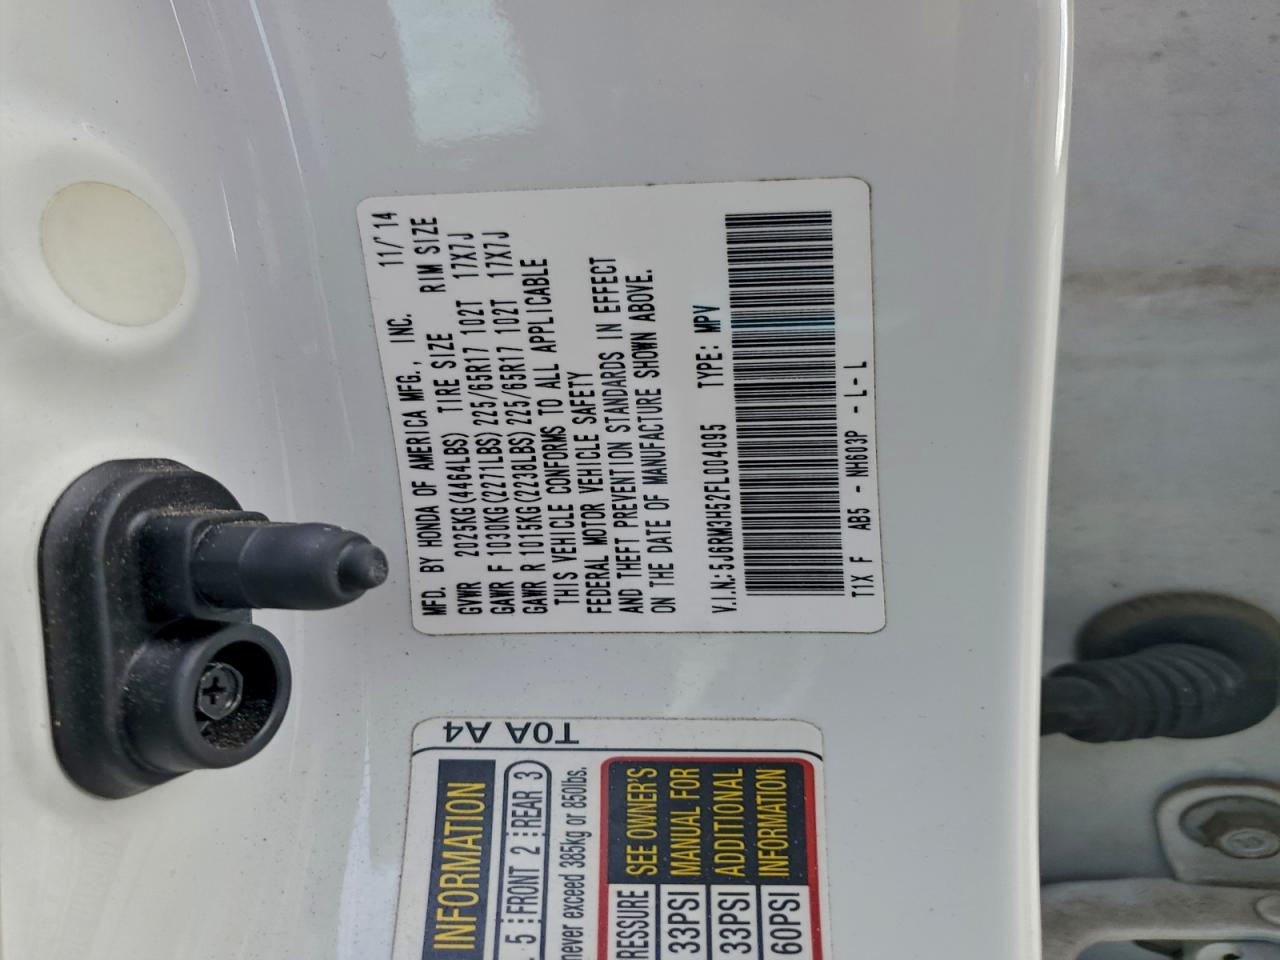 MFD. BY HONDA OF AMERICA MFG., INC. 11/'14
GVWR 2025KG(4464LBS) TIRE SIZE RIM SIZE
GAWR F 1030KG(2271LBS) 225/65R17 102T 17X7J
GAWR R 1015KG(2238LBS) 225/65R17 102T 17X7J
THIS VEHICLE CONFORMS TO ALL APPLICABLE
FEDERAL MOTOR VEHICLE SAFETY
AND THEFT PREVENTION STANDARDS IN EFFECT
ON THE DATE OF MANUFACTURE SHOWN ABOVE.
V.I.N.: 5J6RM3H52FL004095 TYPE: MPV
T1X F AB5 - NH603P - L - L
T0A A4
INFORMATION
5 FRONT 2 REAR 3
never exceed 385kg or 850lbs.
RESSURE SEE OWNER'S
33PSI MANUAL FOR
33PSI ADDITIONAL
60PSI INFORMATION